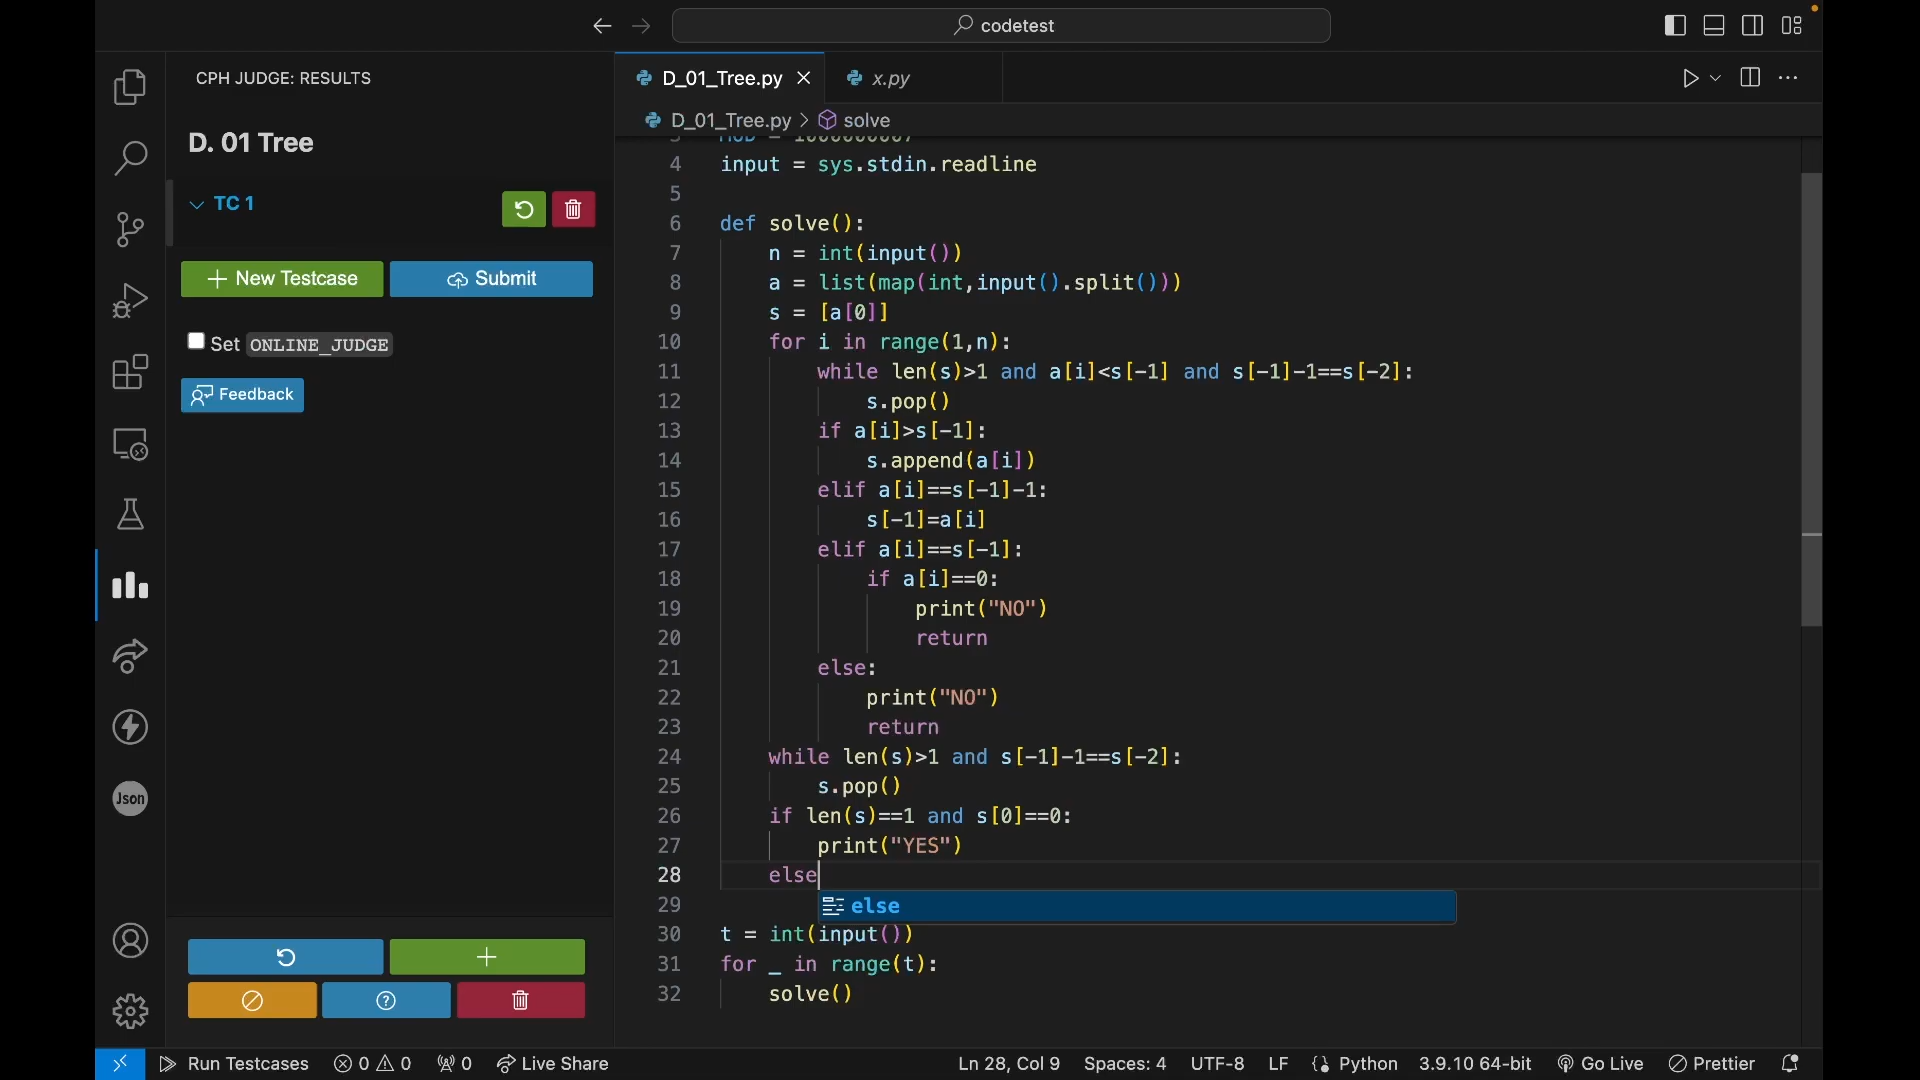 codetest
CPH JUDGE: RESULTS
D. 01 Tree
TC 1
New Testcase
Submit
Set ONLINE_JUDGE
Feedback
Json
D_01_Tree.py
x.py
D_01_Tree.py > solve
4 input = sys.stdin.readline
5
6 def solve():
7 n = int(input())
8 a = list(map(int,input().split()))
9 s = [a[0]]
10 for i in range(1,n):
11 while len(s)>1 and a[i]<s[-1] and s[-1]-1==s[-2]:
12 s.pop()
13 if a[i]>s[-1]:
14 s.append(a[i])
15 elif a[i]==s[-1]-1:
16 s[-1]=a[i]
17 elif a[i]==s[-1]:
18 if a[i]==0:
19 print("NO")
20 return
21 else:
22 print("NO")
23 return
24 while len(s)>1 and s[-1]-1==s[-2]:
25 s.pop()
26 if len(s)==1 and s[0]==0:
27 print("YES")
28 else
29 else
30 t = int(input())
31 for _ in range(t):
32 solve()
Run Testcases
0
0
0
Live Share
Ln 28, Col 9
Spaces: 4
UTF-8
LF
Python
3.9.10 64-bit
Go Live
Prettier